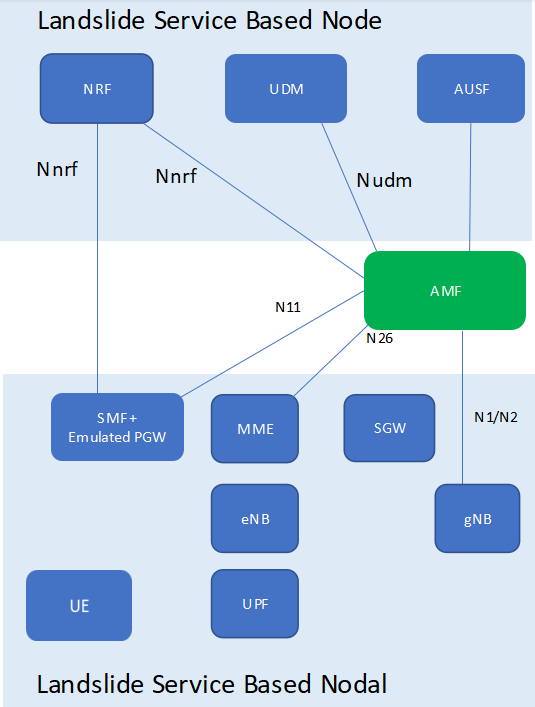 Landslide Service Based Node
NRF
UDM
AUSF
Nnrf
Nnrf
Nudm
AMF
N11
N26
SMF+
Emulated PGW
MME
SGW
N1/N2
eNB
gNB
UE
UPF
Landslide Service Based Nodal